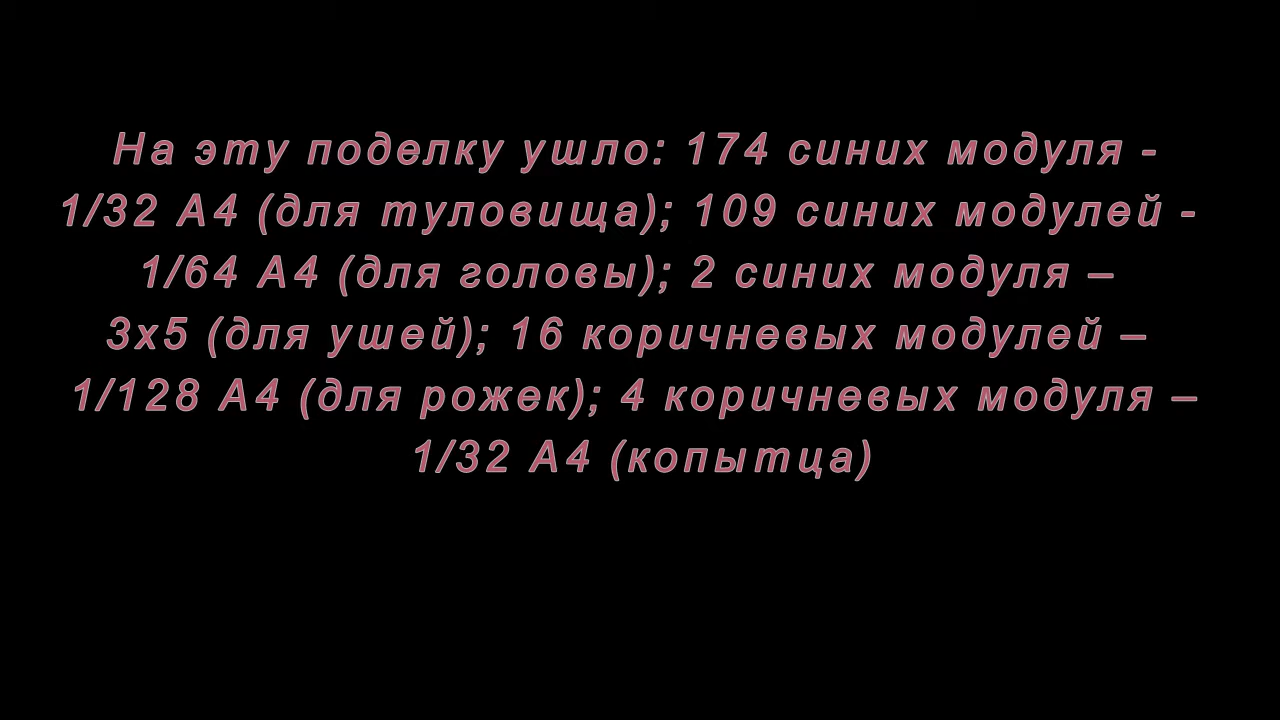 На эту поделку ушло: 174 синих модуля -
1/32 А4 (для туловища); 109 синих модулей -
1/64 А4 (для головы); 2 синих модуля –
3х5 (для ушей); 16 коричневых модулей –
1/128 А4 (для рожек); 4 коричневых модуля –
1/32 А4 (копытца)